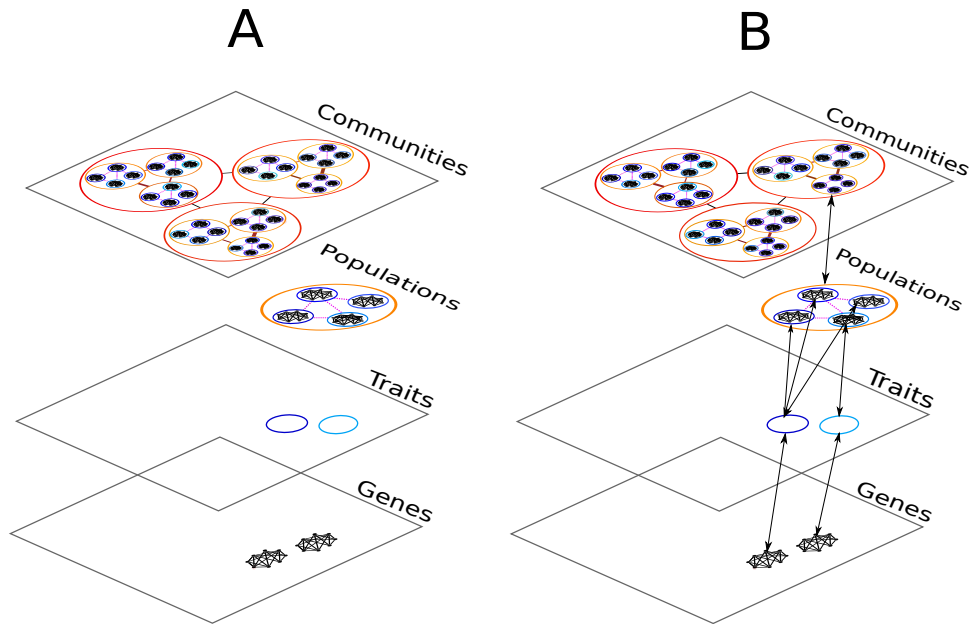 A
B
Communities
Communities
Populations
Populations
Traits
Traits
Genes
Genes